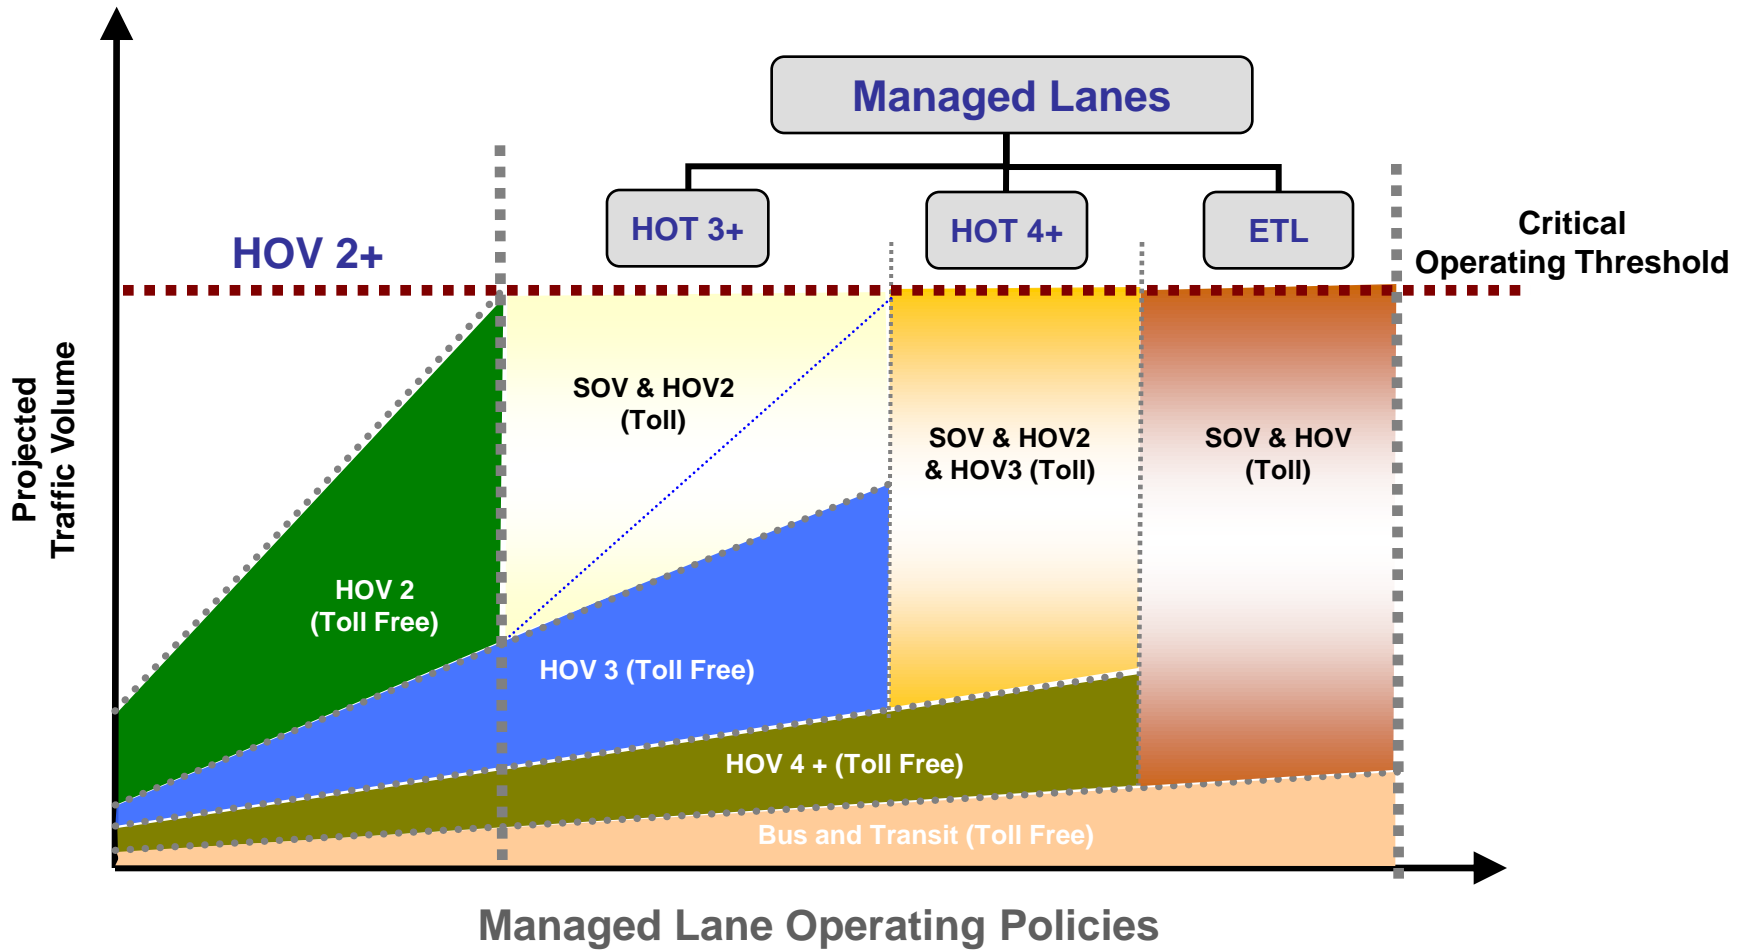 Managed Lanes
HOT 3+
HOT 4+
ETL
HOV 2+
Critical
Operating Threshold
Projected
Traffic Volume
SOV & HOV2
(Toll)
SOV & HOV2
& HOV3 (Toll)
SOV & HOV
(Toll)
HOV 2
(Toll Free)
HOV 3 (Toll Free)
HOV 4 + (Toll Free)
Bus and Transit (Toll Free)
Managed Lane Operating Policies